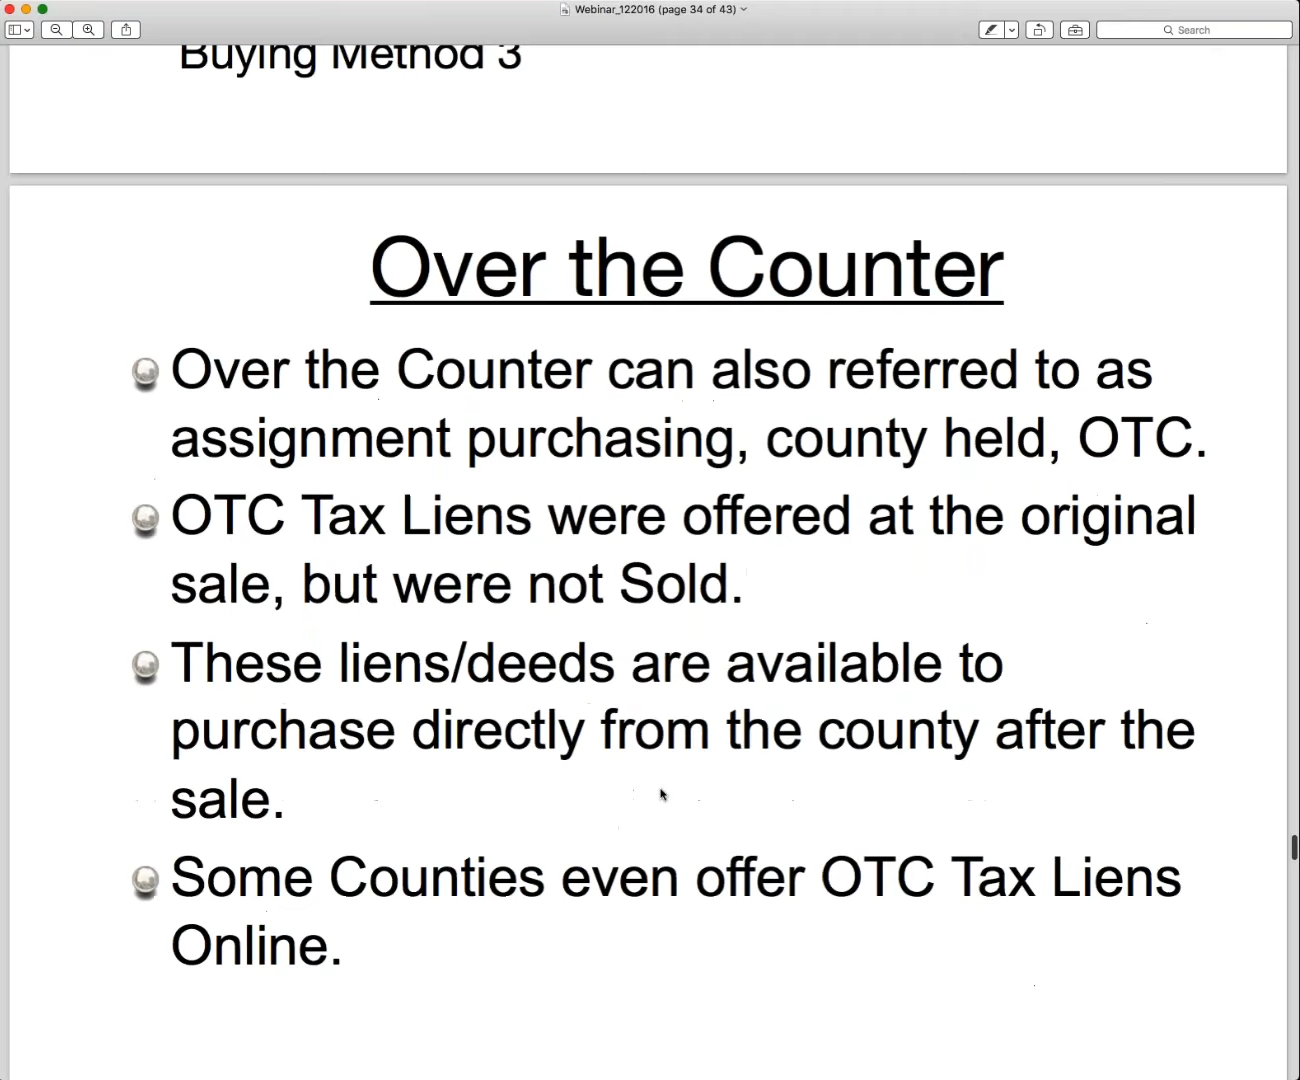 Webinar_122016 (page 34 of 43)
Search
Buying Method 3
Over the Counter
Over the Counter can also referred to as
assignment purchasing, county held, OTC.
OTC Tax Liens were offered at the original
sale, but were not Sold.
These liens/deeds are available to
purchase directly from the county after the
sale.
Some Counties even offer OTC Tax Liens
Online.